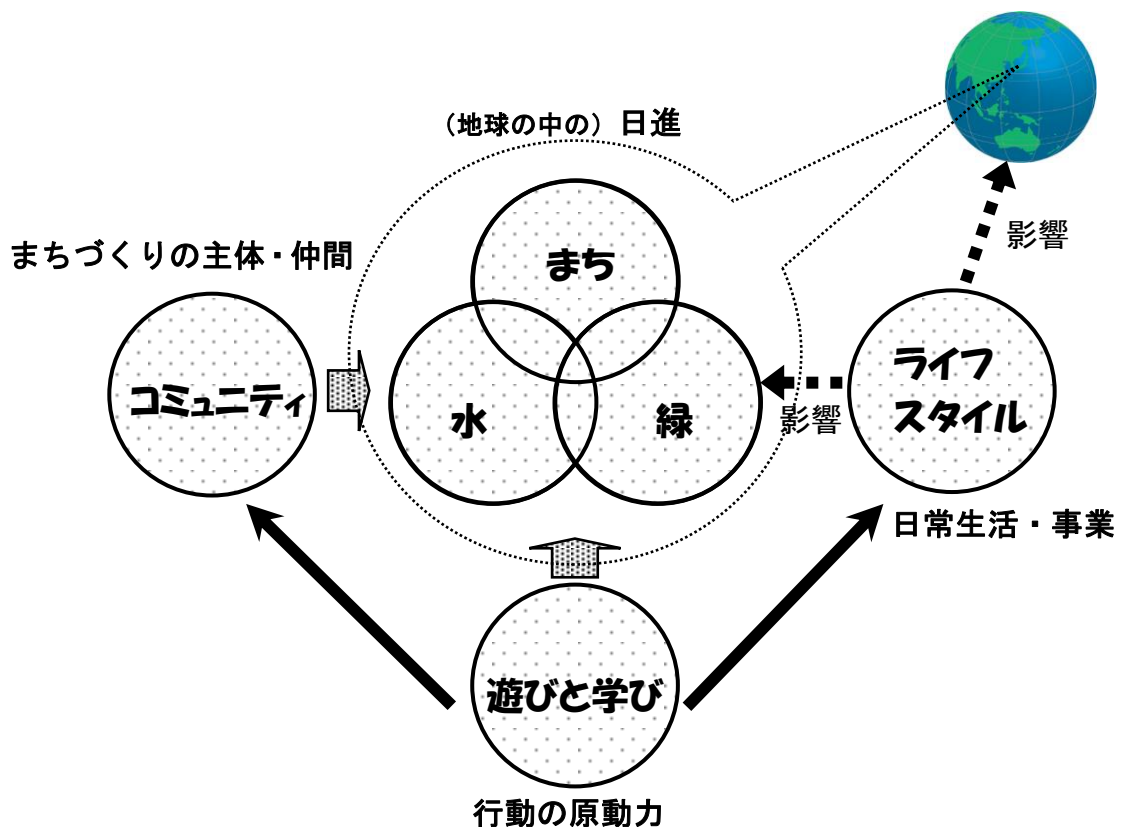 （地球の中の）日進
まちづくりの主体・仲間
まち
影響
コミュニティ
水
緑
影響
ライフ
スタイル
日常生活・事業
遊びと学び
行動の原動力